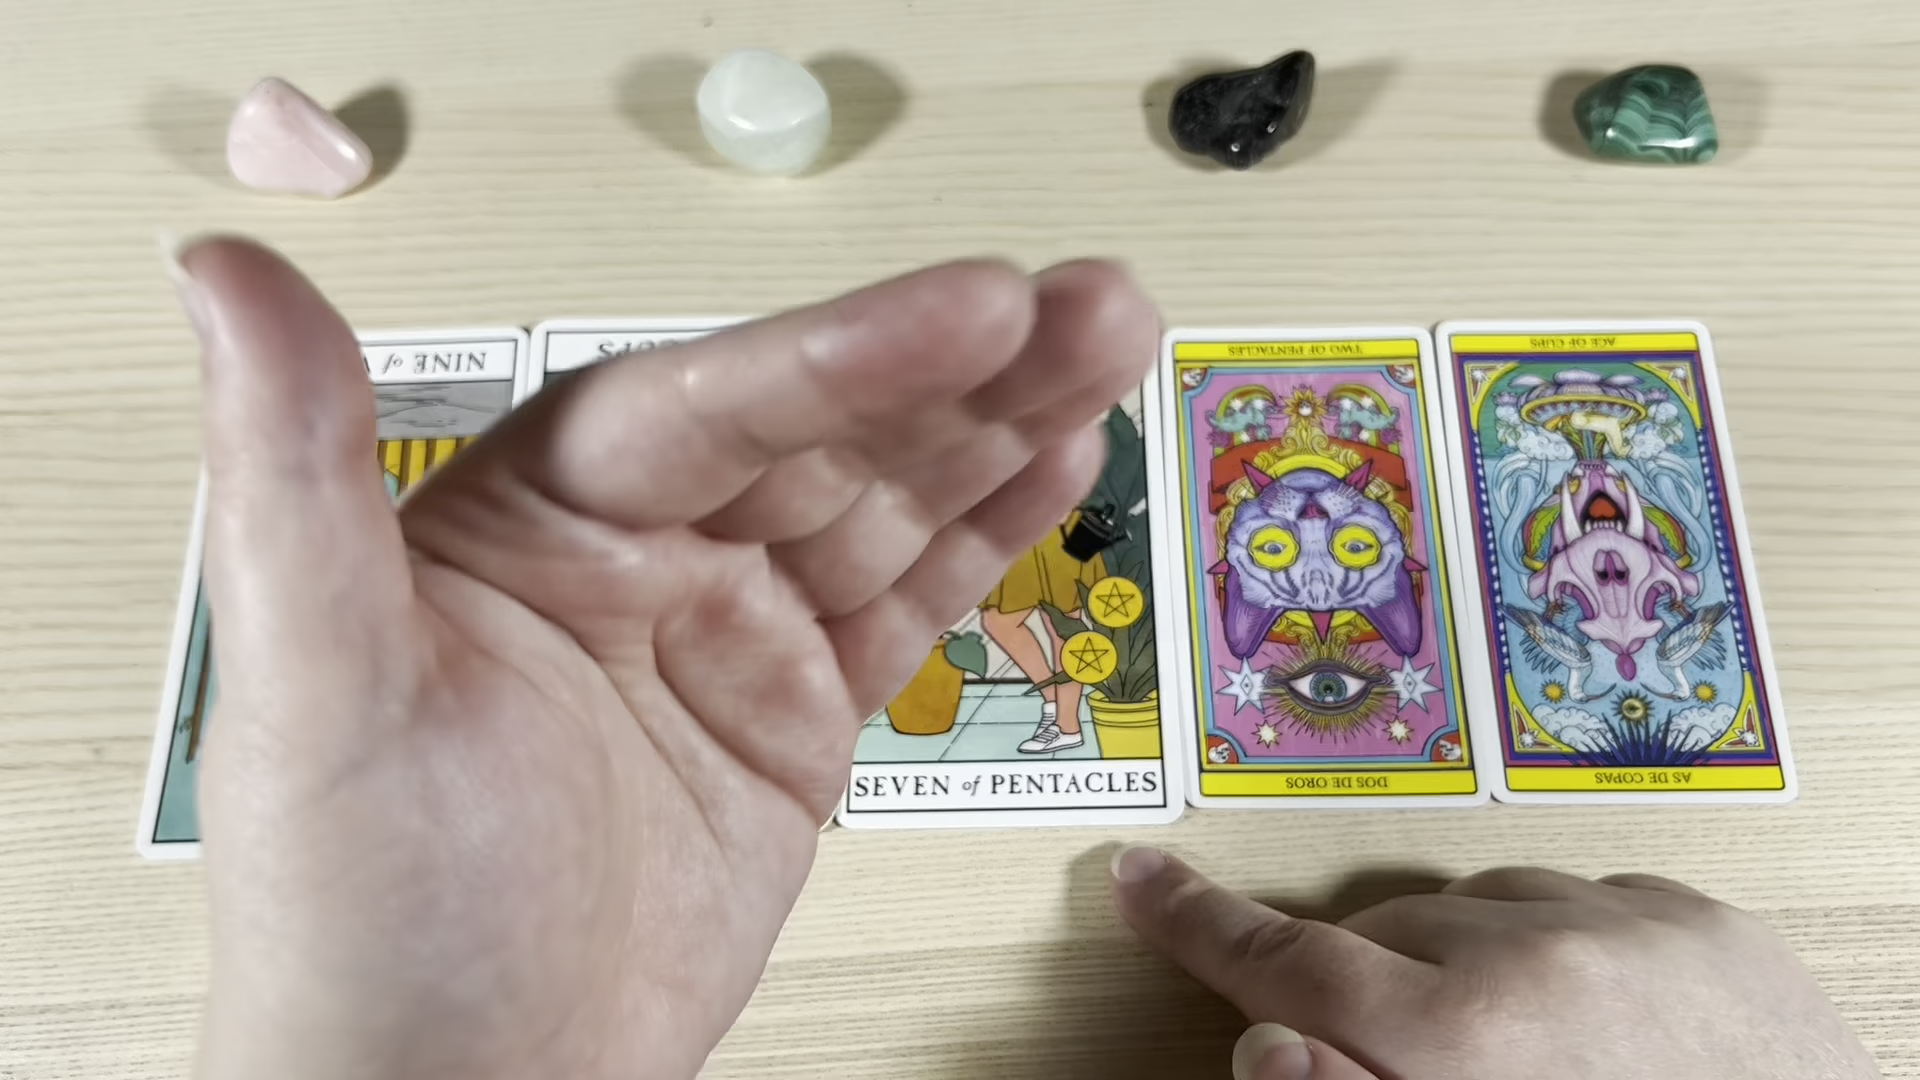 NINE of
TWO OF PENTACLES
ACE OF CUPS
SEVEN of PENTACLES
DOS DE OROS
AS DE COPAS